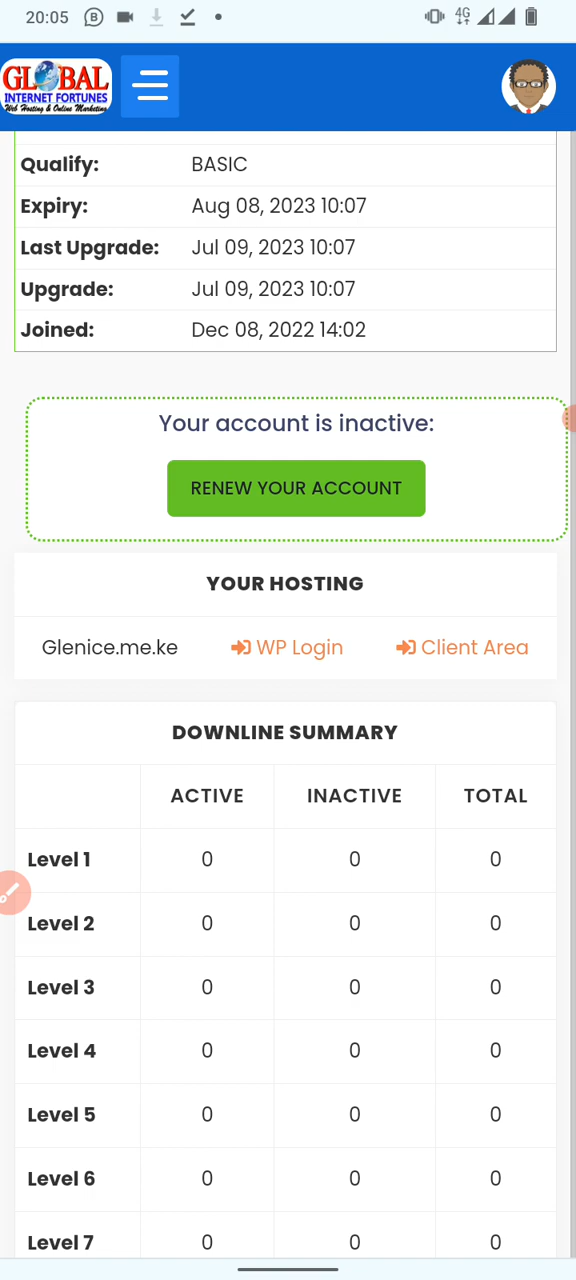 20:05 B 4G
GLOBAL
INTERNET FORTUNES
Web Hosting & Online Marketing
Qualify: BASIC
Expiry: Aug 08, 2023 10:07
Last Upgrade: Jul 09, 2023 10:07
Upgrade: Jul 09, 2023 10:07
Joined: Dec 08, 2022 14:02
Your account is inactive:
RENEW YOUR ACCOUNT
YOUR HOSTING
Glenice.me.ke WP Login Client Area
DOWNLINE SUMMARY
ACTIVE INACTIVE TOTAL
Level 1 0 0 0
Level 2 0 0 0
Level 3 0 0 0
Level 4 0 0 0
Level 5 0 0 0
Level 6 0 0 0
Level 7 0 0 0